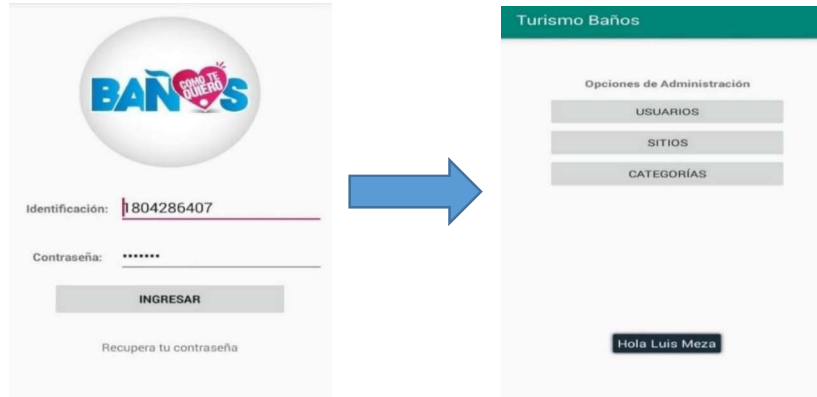 BAÑOS
COMO TE
QUIERO
Identificación: 1804286407
Contraseña: •••••••
INGRESAR
Recupera tu contraseña
Turismo Baños
Opciones de Administración
USUARIOS
SITIOS
CATEGORÍAS
Hola Luis Meza